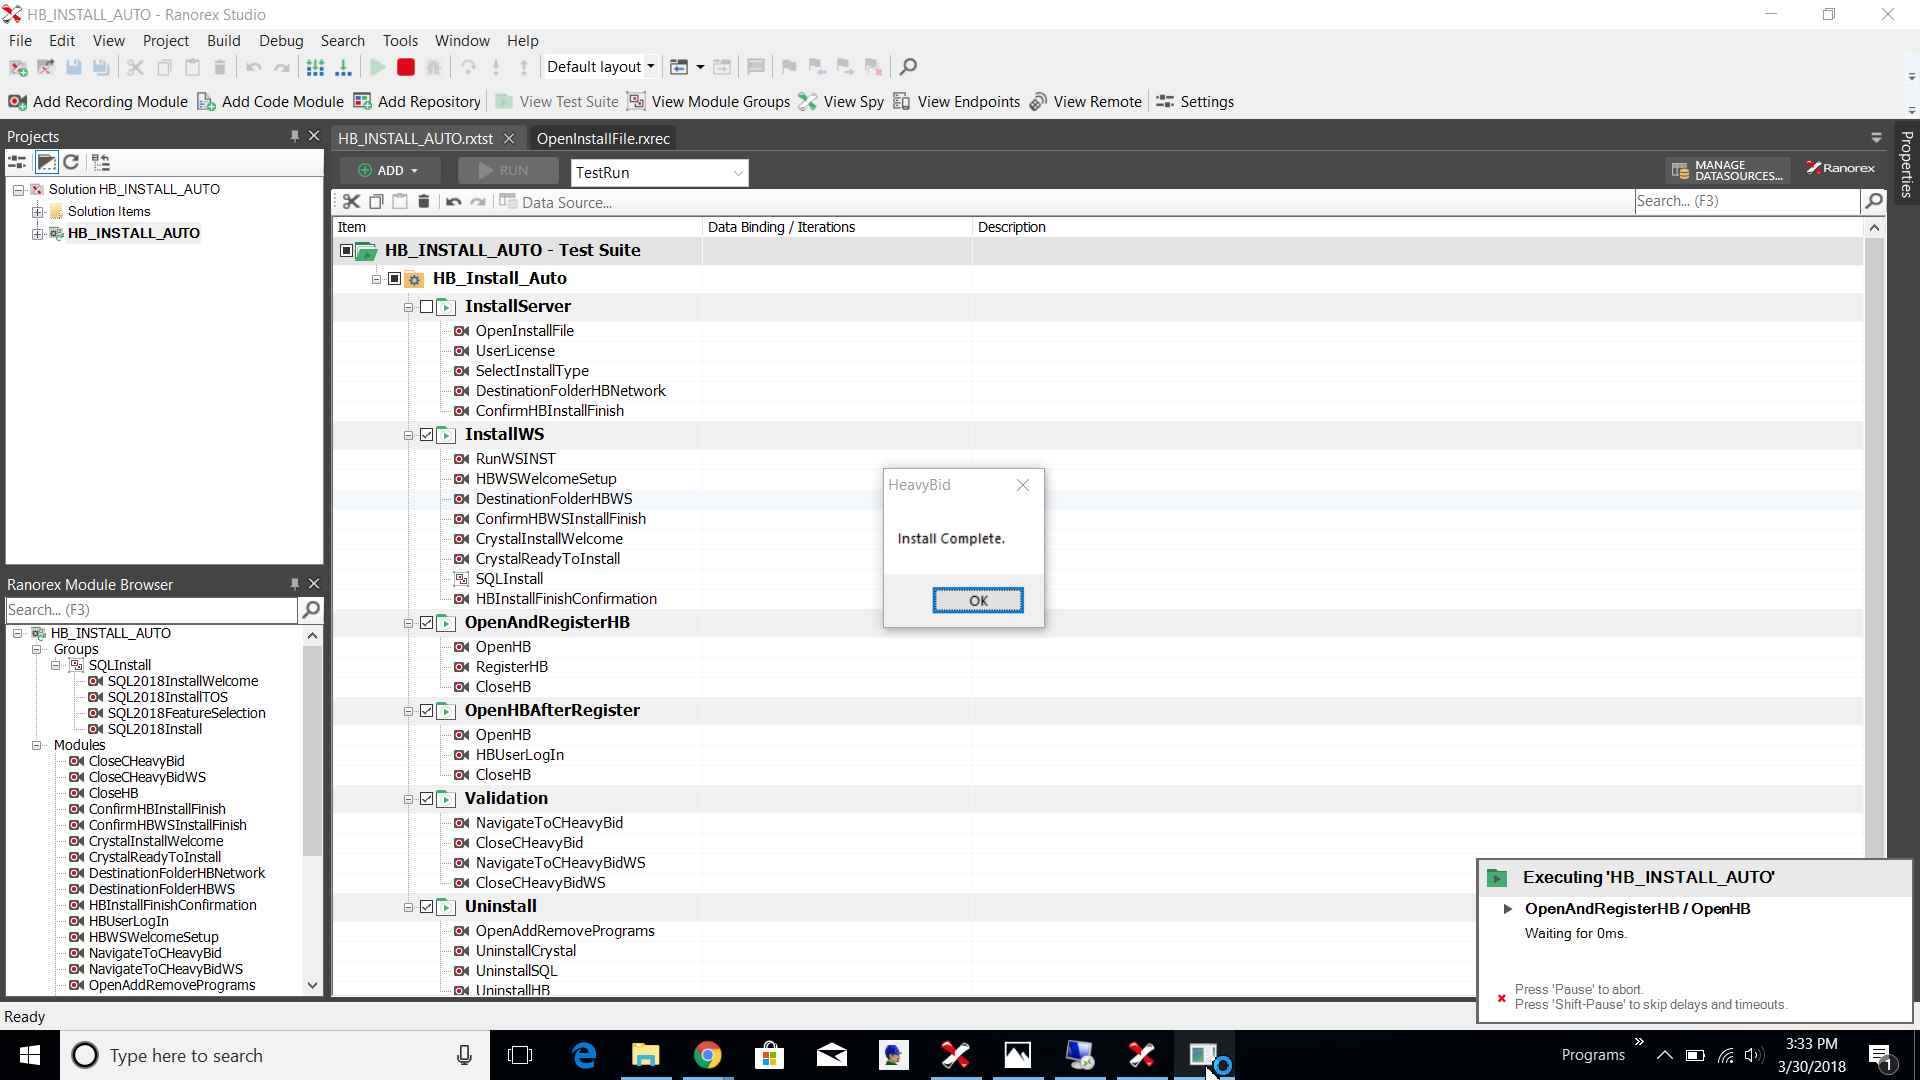 HB_INSTALL_AUTO - Ranorex Studio
File Edit View Project Build Debug Search Tools Window Help
Default layout
Add Recording Module Add Code Module Add Repository View Test Suite View Module Groups View Spy View Endpoints View Remote Settings
Projects
Solution HB_INSTALL_AUTO
Solution Items
HB_INSTALL_AUTO
Ranorex Module Browser
Search... (F3)
HB_INSTALL_AUTO
Groups
SQLInstall
SQL2018InstallWelcome
SQL2018InstallTOS
SQL2018FeatureSelection
SQL2018Install
Modules
CloseCHeavyBid
CloseCHeavyBidWS
CloseHB
ConfirmHBInstallFinish
ConfirmHBWSInstallFinish
CrystalInstallWelcome
CrystalReadyToInstall
DestinationFolderHBNetwork
DestinationFolderHBWS
HBInstallFinishConfirmation
HBUserLogIn
HBWSWelcomeSetup
NavigateToCHeavyBid
NavigateToCHeavyBidWS
OpenAddRemovePrograms
HB_INSTALL_AUTO.rxtst OpenInstallFile.rxrec
ADD RUN TestRun MANAGE DATASOURCES... Ranorex
Data Source... Search... (F3)
Item Data Binding / Iterations Description
HB_INSTALL_AUTO - Test Suite
HB_Install_Auto
InstallServer
OpenInstallFile
UserLicense
SelectInstallType
DestinationFolderHBNetwork
ConfirmHBInstallFinish
InstallWS
RunWSINST
HBWSWelcomeSetup
DestinationFolderHBWS
ConfirmHBWSInstallFinish
CrystalInstallWelcome
CrystalReadyToInstall
SQLInstall
HBInstallFinishConfirmation
OpenAndRegisterHB
OpenHB
RegisterHB
CloseHB
OpenHBAfterRegister
OpenHB
HBUserLogIn
CloseHB
Validation
NavigateToCHeavyBid
CloseCHeavyBid
NavigateToCHeavyBidWS
CloseCHeavyBidWS
Uninstall
OpenAddRemovePrograms
UninstallCrystal
UninstallSQL
UninstallHB
HeavyBid
Install Complete.
OK
Properties
Executing 'HB_INSTALL_AUTO'
OpenAndRegisterHB / OpenHB
Waiting for 0ms.
Press 'Pause' to abort.
Press 'Shift-Pause' to skip delays and timeouts.
Ready
Type here to search
Programs
3:33 PM
3/30/2018
1